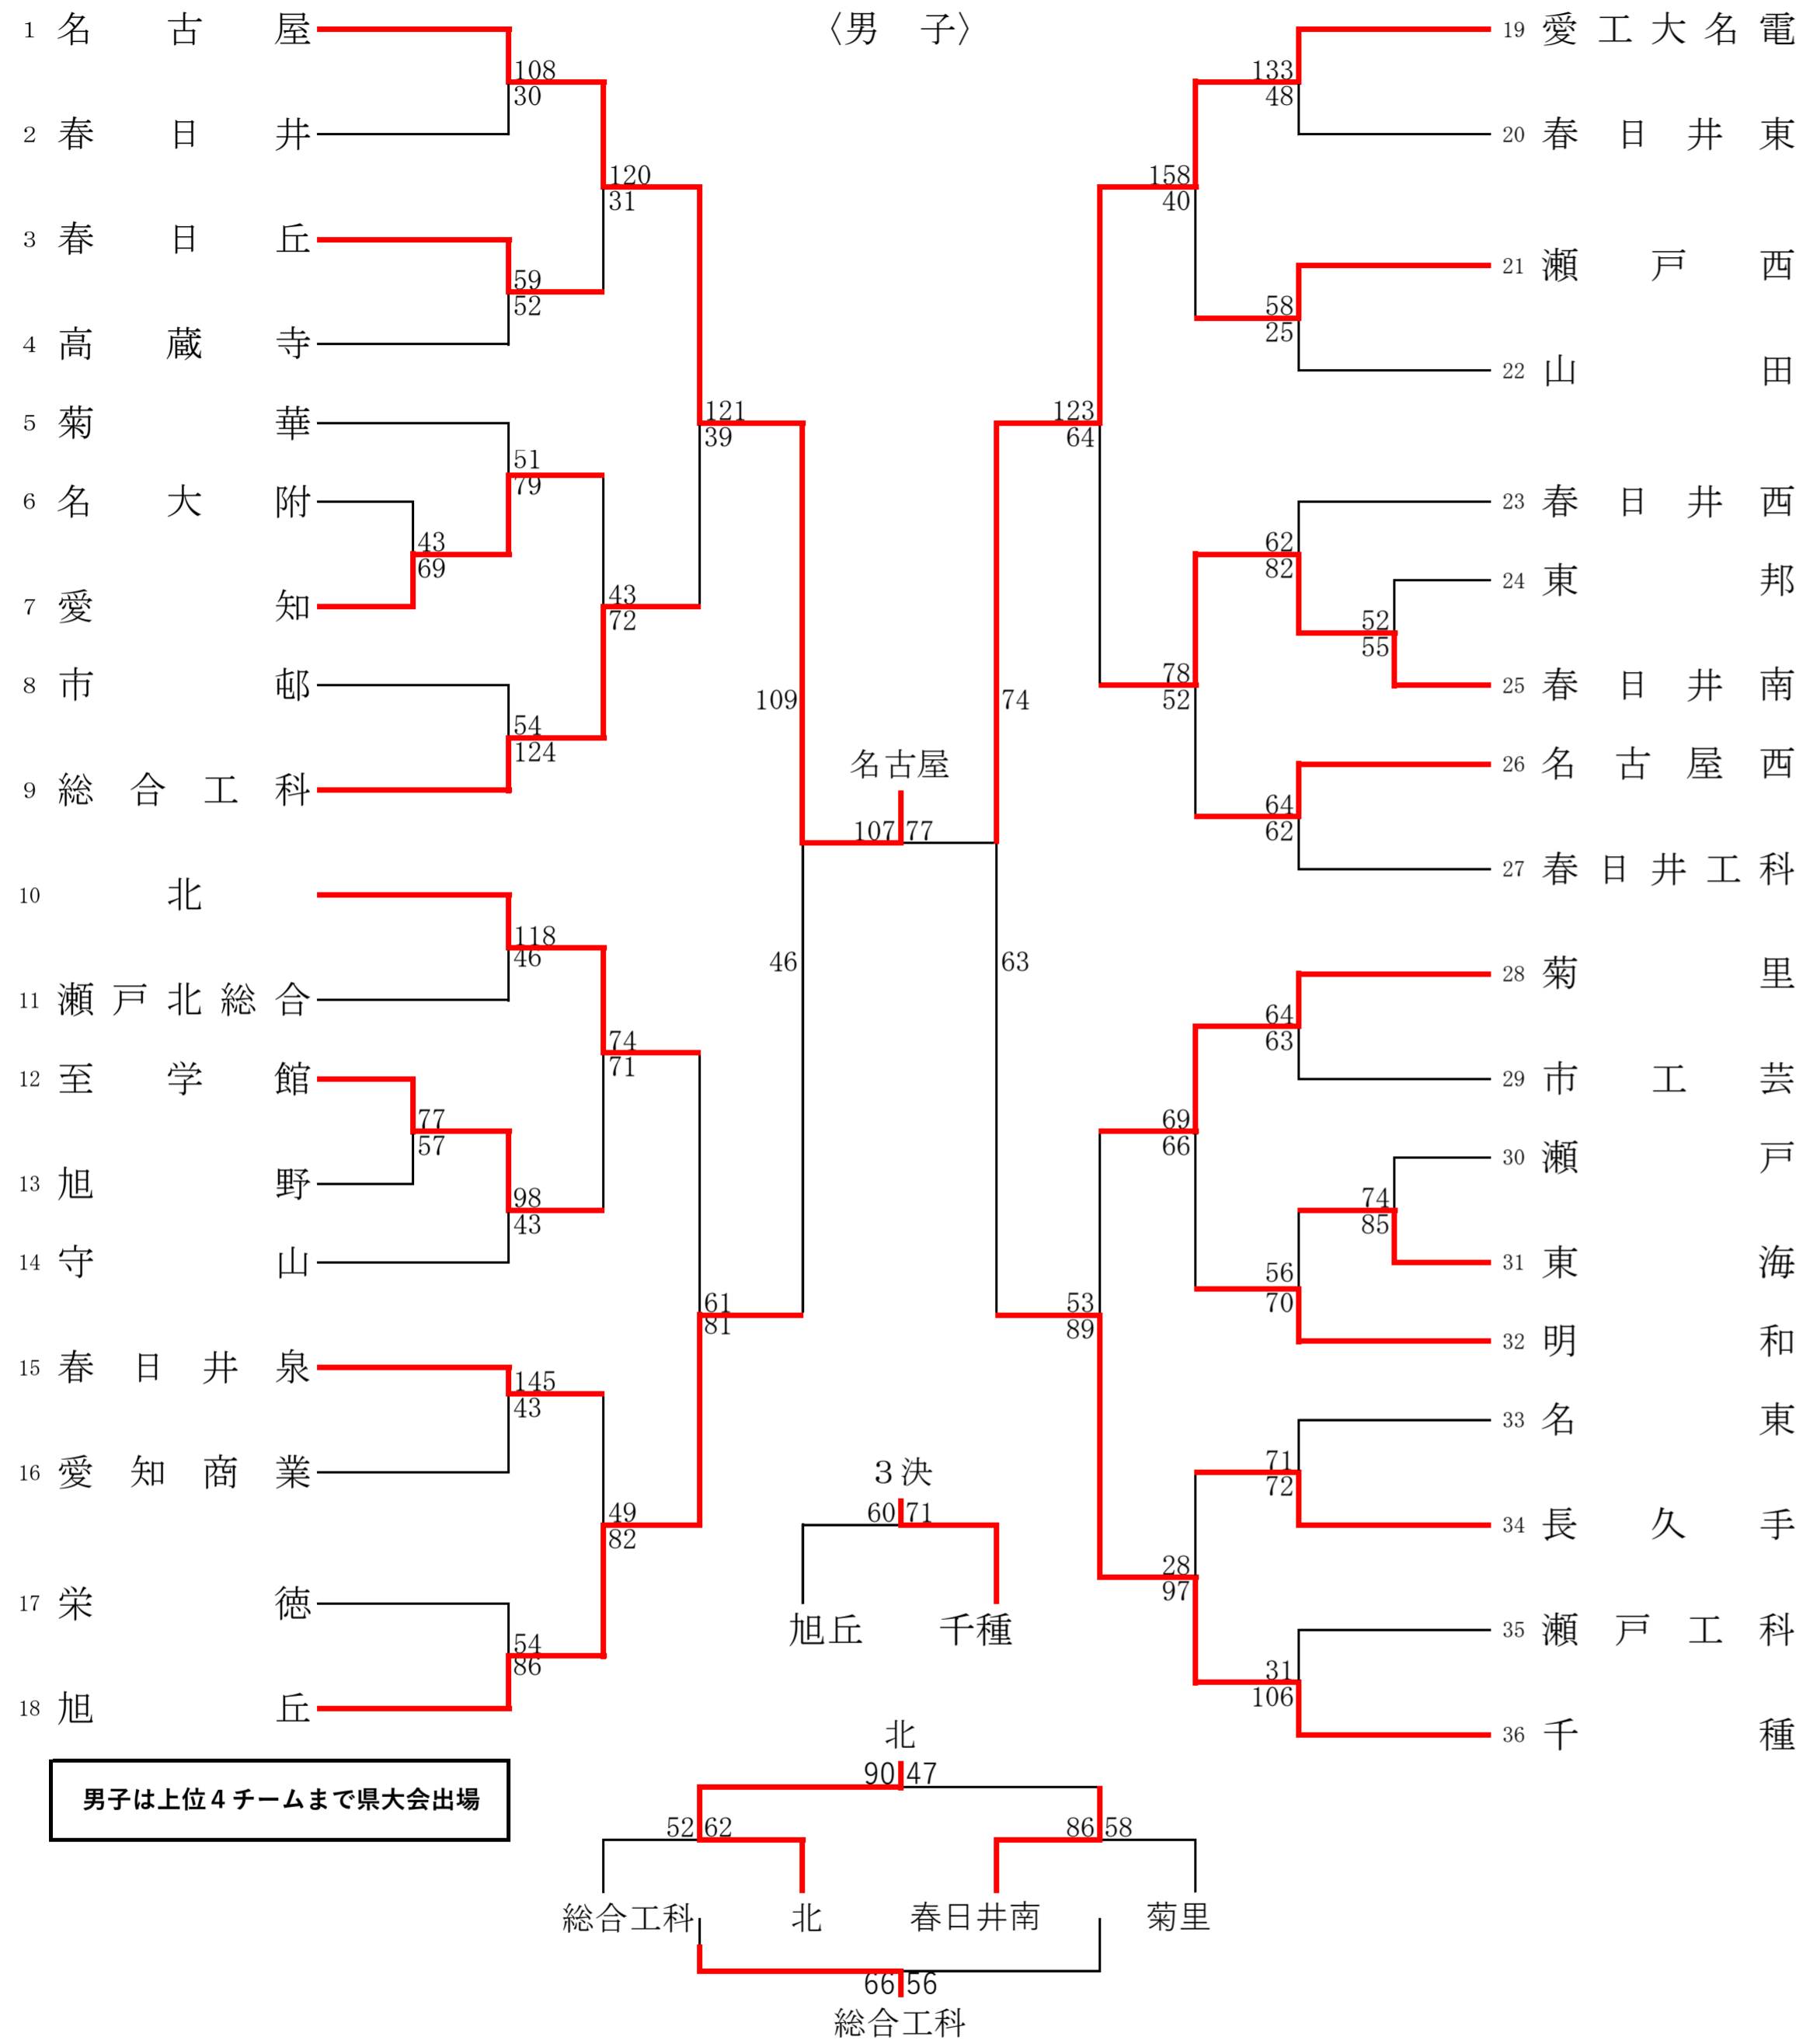 〈男 子〉
1 名古屋
108
30
2 春日井
120
31
3 春日丘
59
52
4 高蔵寺
121
39
5 菊華
51
79
6 名大附
43
69
7 愛知
43
72
8 市邨
54
124
9 総合工科
109
46
10 北
118
46
11 瀬戸北総合
74
71
12 至学館
77
57
13 旭野
98
43
14 守山
61
81
15 春日井泉
145
43
16 愛知商業
49
82
17 栄徳
54
86
18 旭丘
名古屋
107 77
74
63
19 愛工大名電
133
48
20 春日井東
158
40
21 瀬戸西
58
25
22 山田
123
64
23 春日井西
62
82
24 東邦
52
55
25 春日井南
78
52
26 名古屋西
64
62
27 春日井工科
28 菊里
64
63
29 市工芸
69
66
30 瀬戸
74
85
31 東海
56
70
32 明和
53
89
33 名東
71
72
34 長久手
28
97
35 瀬戸工科
31
106
36 千種
3決
60 71
旭丘 千種
男子は上位4チームまで県大会出場
北
90 47
52 62 86 58
総合工科 北 春日井南 菊里
66 56
総合工科